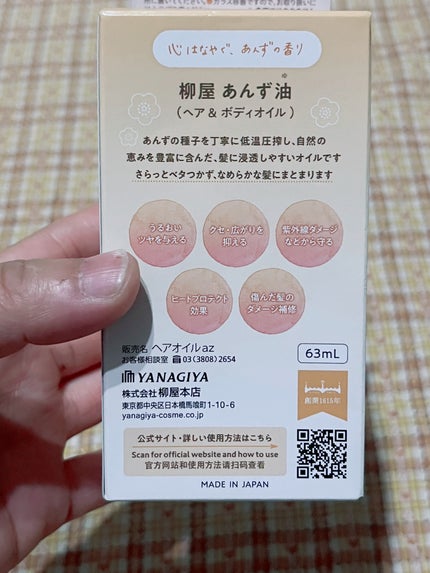 心はなやぐ、あんずの香り
柳屋 あんず油
ゆ
(ヘア&ボディオイル)
あんずの種子を丁寧に低温圧搾し、自然の
恵みを豊富に含んだ、髪に浸透しやすいオイルです
さらっとベタつかず、なめらかな髪にまとまります
うるおい
ツヤを与える
クセ・広がりを
抑える
紫外線ダメージ
などから守る
ヒートプロテクト
効果
傷んだ髪の
ダメージ補修
販売名 ヘアオイルaz
お客様相談室 ☎03(3808)2654
63mL
YANAGIYA
株式会社 柳屋本店
東京都中央区日本橋馬喰町1-10-6
yanagiya-cosme.co.jp
創業1615年
公式サイト・詳しい使用方法はこちら
Scan for official website and how to use
官方网站和使用方法请扫码查看
MADE IN JAPAN